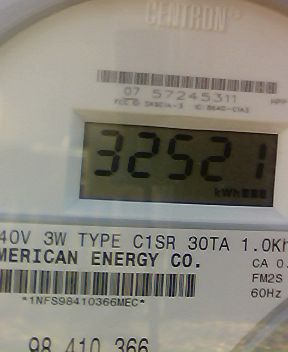 CENTRON®
07 57245311
32521
kWh
40V 3W TYPE C1SR 30TA 1.0Kh
MERICAN ENERGY CO.
CA 0.
FM2S
60Hz
*1NFS98410366MEC*
98 410 366